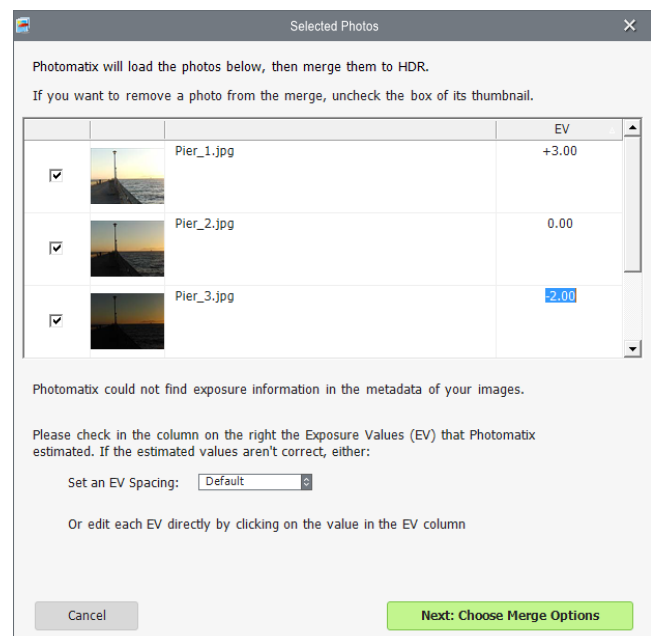 Selected Photos
Photomatix will load the photos below, then merge them to HDR.
If you want to remove a photo from the merge, uncheck the box of its thumbnail.
EV
Pier_1.jpg +3.00
Pier_2.jpg 0.00
Pier_3.jpg -2.00
Photomatix could not find exposure information in the metadata of your images.
Please check in the column on the right the Exposure Values (EV) that Photomatix
estimated. If the estimated values aren't correct, either:
Set an EV Spacing: Default
Or edit each EV directly by clicking on the value in the EV column
Cancel Next: Choose Merge Options